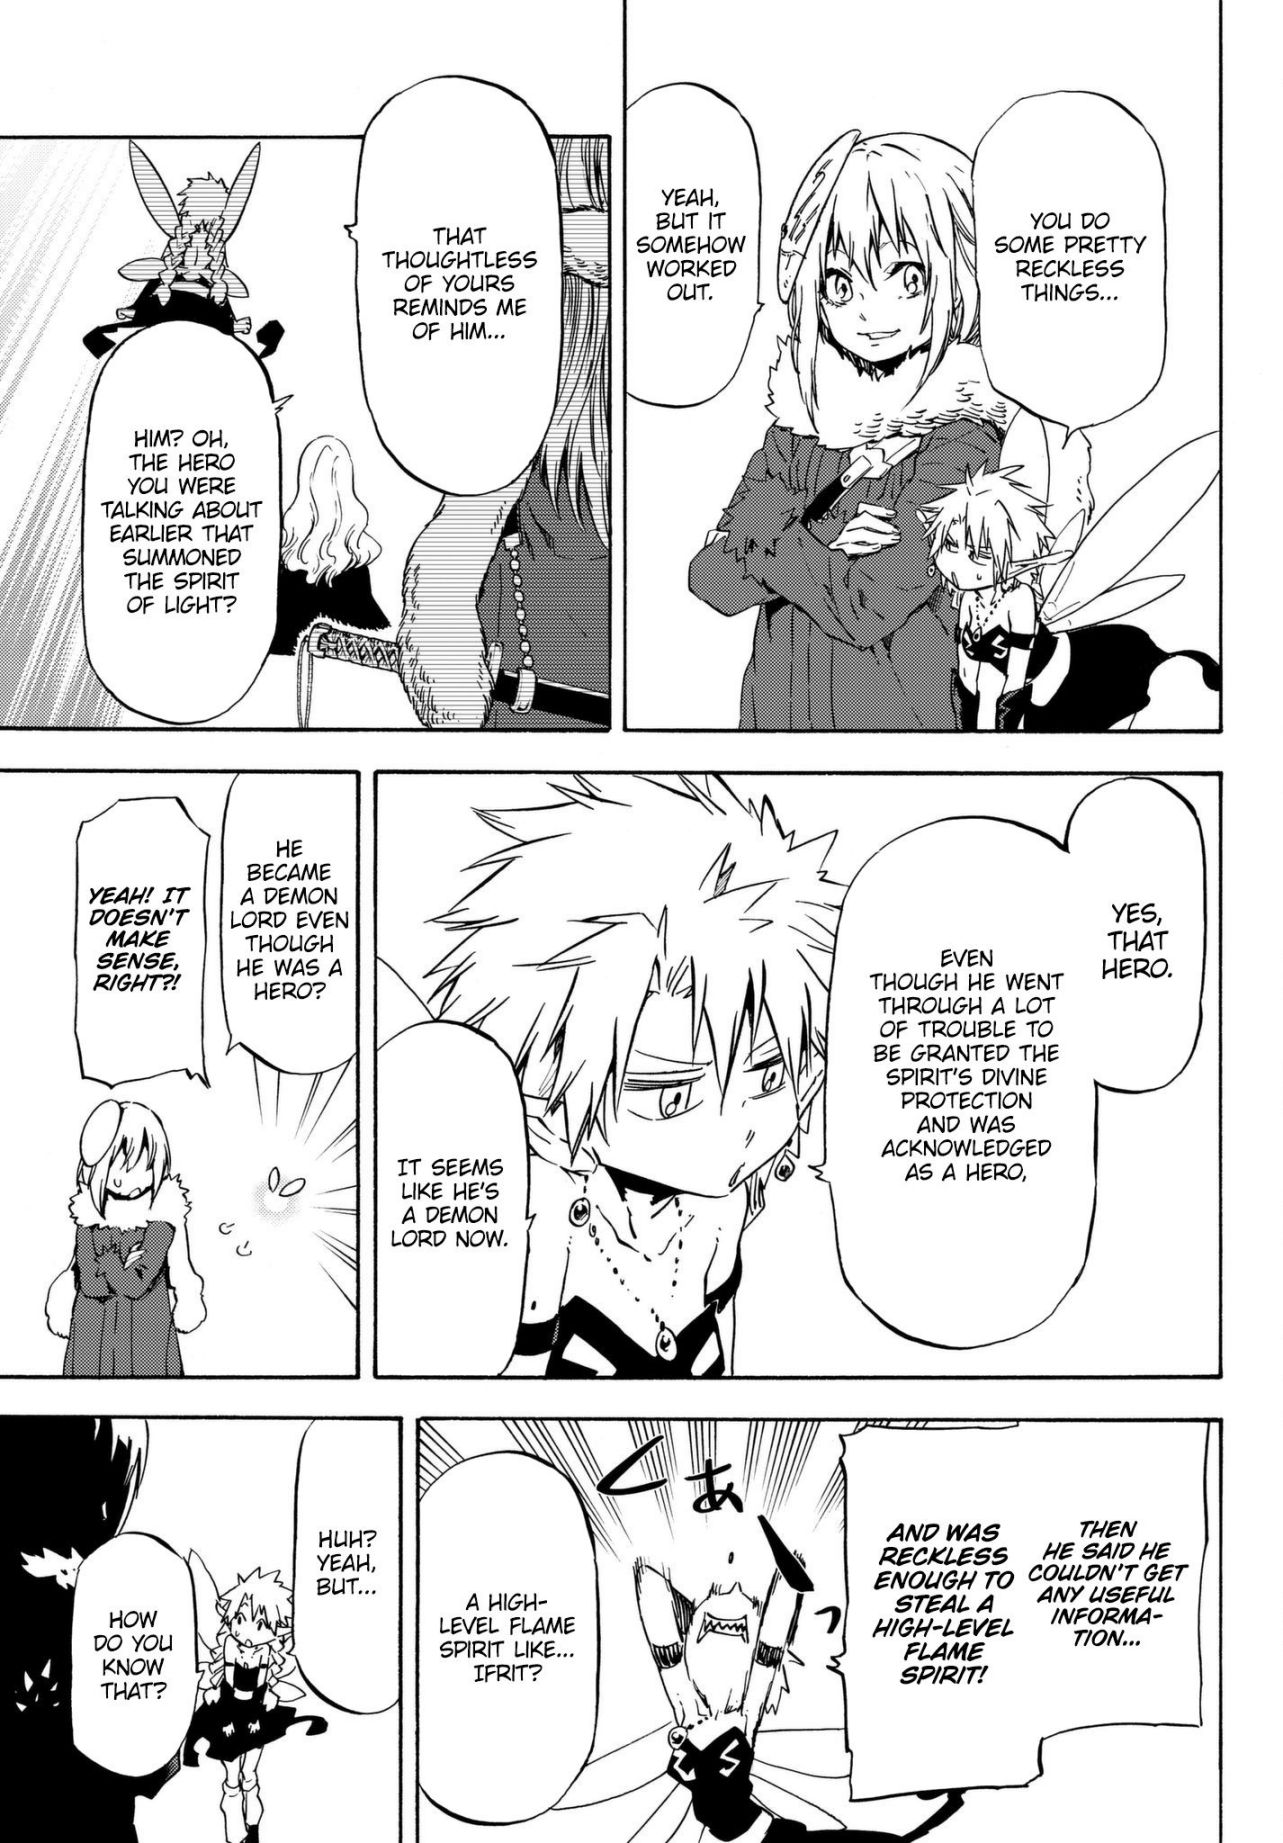 YOU DO
SOME PRETTY
RECKLESS
THINGS...
YEAH,
BUT IT
SOMEHOW
WORKED
OUT.
THAT
THOUGHTLESS
OF YOURS
REMINDS ME
OF HIM...
HIM? OH,
THE HERO
YOU WERE
TALKING ABOUT
EARLIER THAT
SUMMONED
THE SPIRIT
OF LIGHT?
YES,
THAT
HERO.
EVEN
THOUGH HE WENT
THROUGH A LOT
OF TROUBLE TO
BE GRANTED THE
SPIRIT'S DIVINE
PROTECTION
AND WAS
ACKNOWLEDGED
AS A HERO,
IT SEEMS
LIKE HE'S
A DEMON
LORD NOW.
HE
BECAME
A DEMON
LORD EVEN
THOUGH
HE WAS A
HERO?
YEAH! IT
DOESN'T
MAKE
SENSE,
RIGHT?!
THEN
HE SAID HE
COULDN'T GET
ANY USEFUL
INFORMA-
TION...
AND WAS
RECKLESS
ENOUGH TO
STEAL A
HIGH-LEVEL
FLAME
SPIRIT!
くあっ
A HIGH-
LEVEL FLAME
SPIRIT LIKE...
IFRIT?
HUH?
YEAH,
BUT...
HOW
DO YOU
KNOW
THAT?